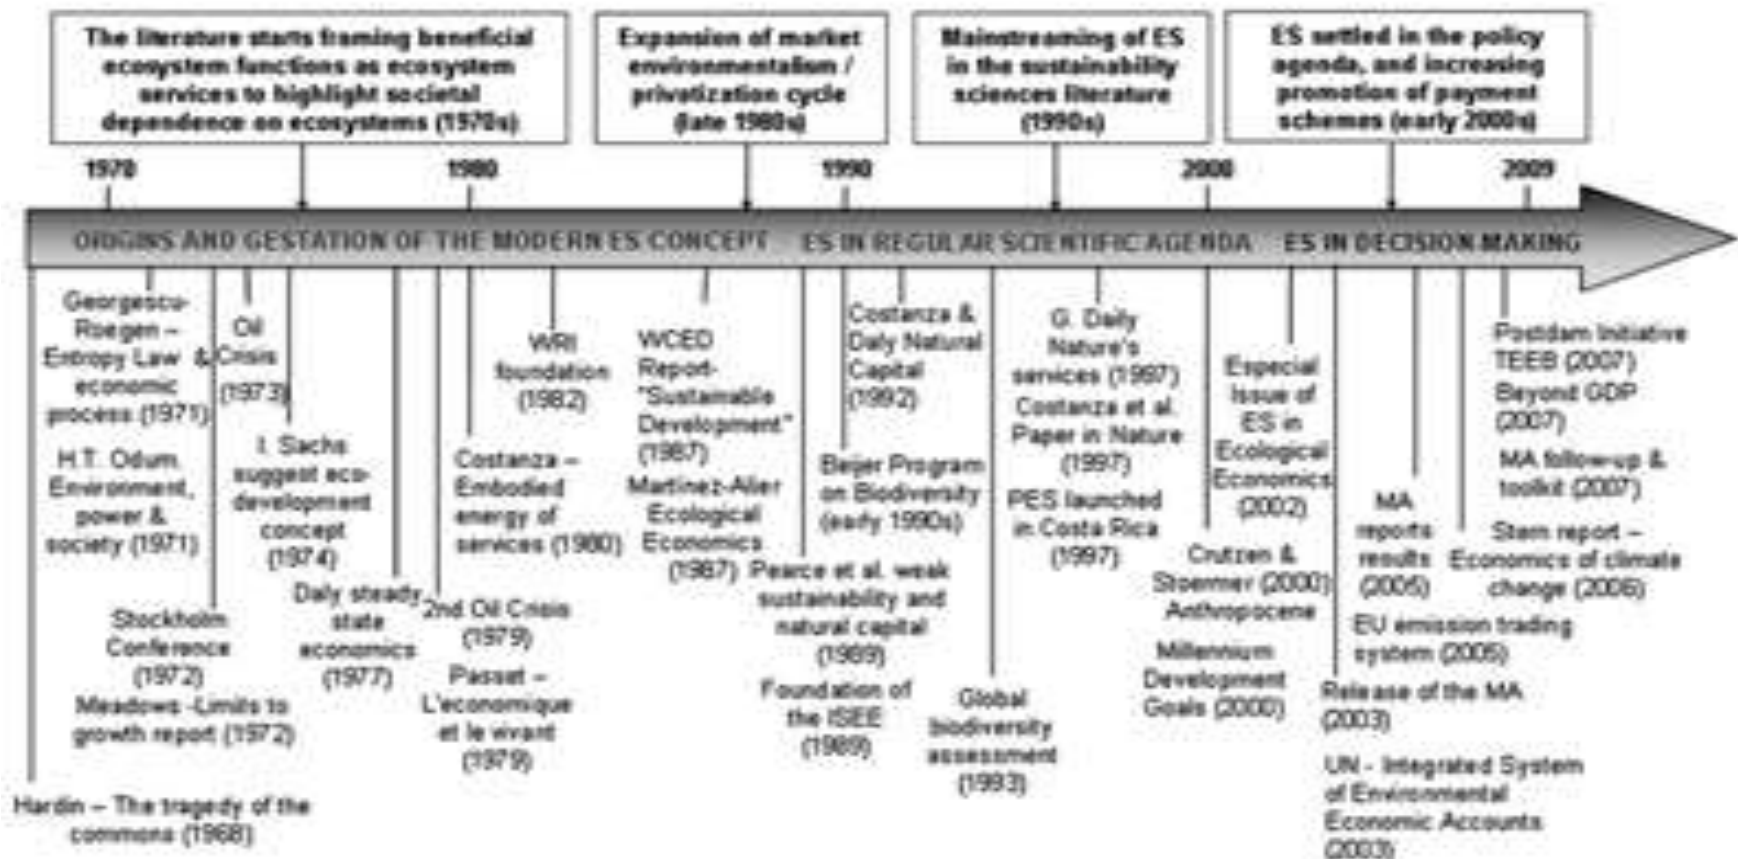 The literature starts framing beneficial
ecosystem functions as ecosystem
services to highlight societal
dependence on ecosystems (1970s)
Expansion of market
environmentalism /
privatization cycle
(late 1980s)
Mainstreaming of ES
in the sustainability
sciences literature
(1990s)
ES settled in the policy
agenda, and increasing
promotion of payment
schemes (early 2000s)
1970
1980
1990
2000
2009
ORIGINS AND GESTATION OF THE MODERN ES CONCEPT
ES IN REGULAR SCIENTIFIC AGENDA
ES IN DECISION-MAKING
Georgescu-
Roegen –
Entropy Law &
economic
process (1971)
H.T. Odum.
Environment,
power &
society (1971)
Oil
Crisis
(1973)
I. Sachs
suggest eco-
development
concept
(1974)
Stockholm
Conference
(1972)
Meadows -Limits to
growth report (1972)
Hardin – The tragedy of the
commons (1968)
Daly steady
state
economics
(1977)
2nd Oil Crisis
(1979)
Passet –
L'economique
et le vivant
(1979)
WRI
foundation
(1982)
Costanza –
Embodied
energy of
services (1980)
WCED
Report-
"Sustainable
Development"
(1987)
Martinez-Alier
Ecological
Economics
(1987)
Pearce et al. weak
sustainability and
natural capital
(1989)
Foundation of
the ISEE
(1989)
Costanza &
Daly Natural
Capital
(1992)
Beijer Program
on Biodiversity
(early 1990s)
Global
biodiversity
assessment
(1993)
G. Daily
Nature's
services (1997)
Costanza et al.
Paper in Nature
(1997)
PES launched
in Costa Rica
(1997)
Crutzen &
Stoermer (2000)
Anthropocene
Millennium
Development
Goals (2000)
Especial
Issue of
ES in
Ecological
Economics
(2002)
Release of the MA
(2003)
UN - Integrated System
of Environmental
Economic Accounts
(2003)
MA
reports
results
(2005)
EU emission trading
system (2005)
Stern report –
Economics of climate
change (2006)
Postdam Initiative
TEEB (2007)
Beyond GDP
(2007)
MA follow-up &
toolkit (2007)